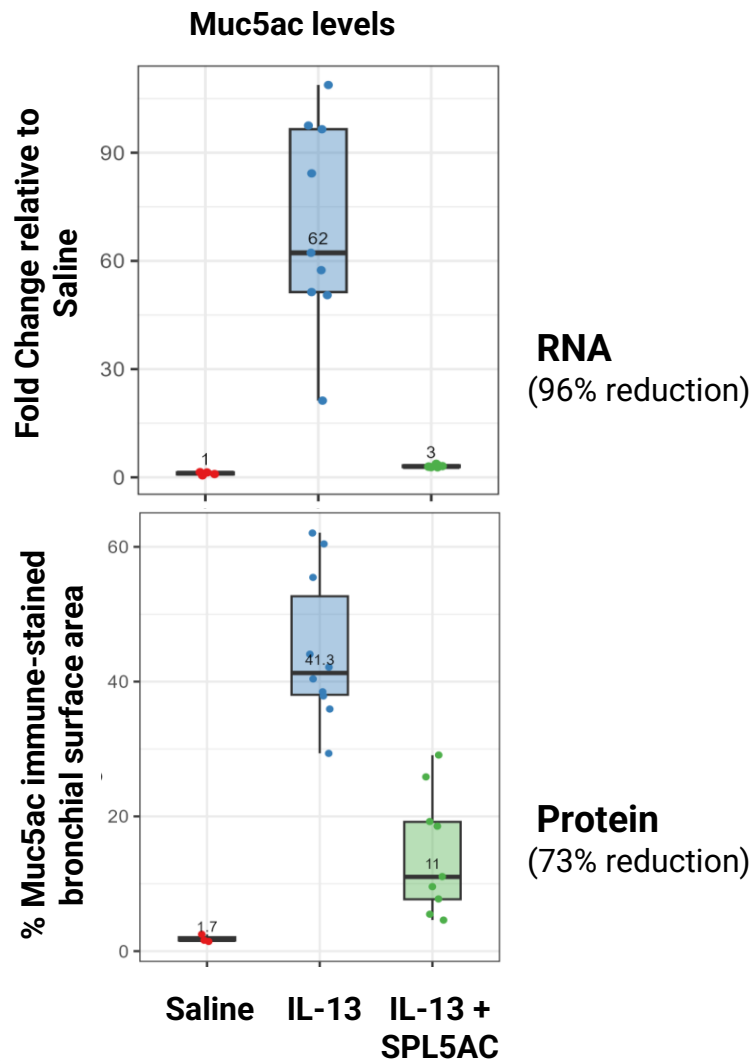 Muc5ac levels
Fold Change relative to
Saline
90
60
30
0
62
1
3
RNA
(96% reduction)
% Muc5ac immune-stained
bronchial surface area
60
40
20
0
41.3
11
1.7
Protein
(73% reduction)
Saline
IL-13
IL-13 +
SPL5AC